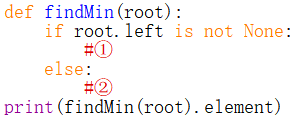 def findMin(root):
    if root.left is not None:
        #①
    else:
        #②
print(findMin(root).element)